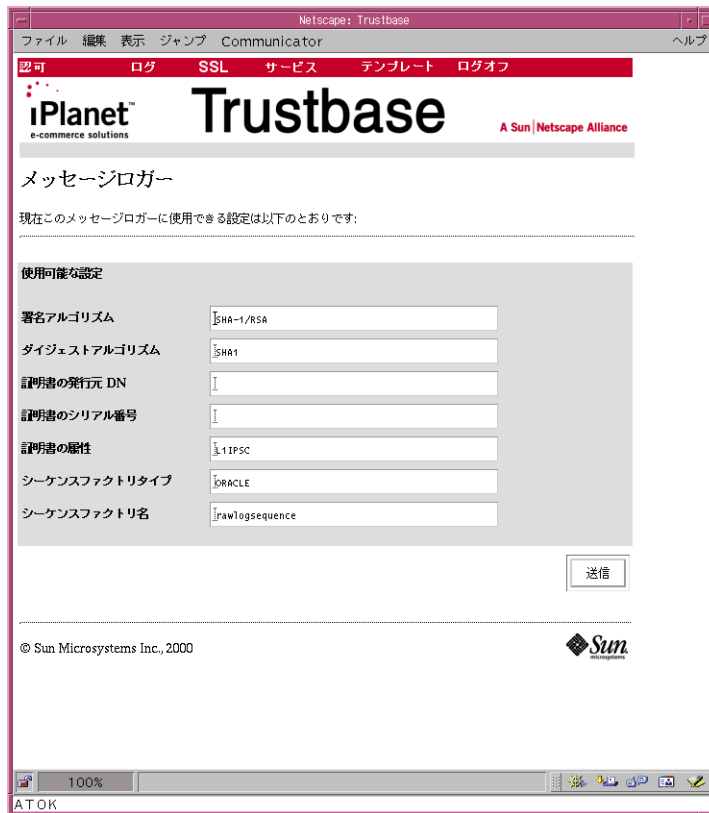 Netscape: Trustbase
ファイル 編集 表示 ジャンプ Communicator ヘルプ
認可 ログ SSL サービス テンプレート ログオフ
iPlanet™
e-commerce solutions
Trustbase
A Sun | Netscape Alliance
メッセージロガー
現在このメッセージロガーに使用できる設定は以下のとおりです:
使用可能な設定
署名アルゴリズム SHA-1/RSA
ダイジェストアルゴリズム SHA1
証明書の発行元 DN
証明書のシリアル番号
証明書の属性 L1IPSC
シーケンスファクトリタイプ ORACLE
シーケンスファクトリ名 rawlogsequence
送信
© Sun Microsystems Inc., 2000
Sun
microsystems
100%
ATOK